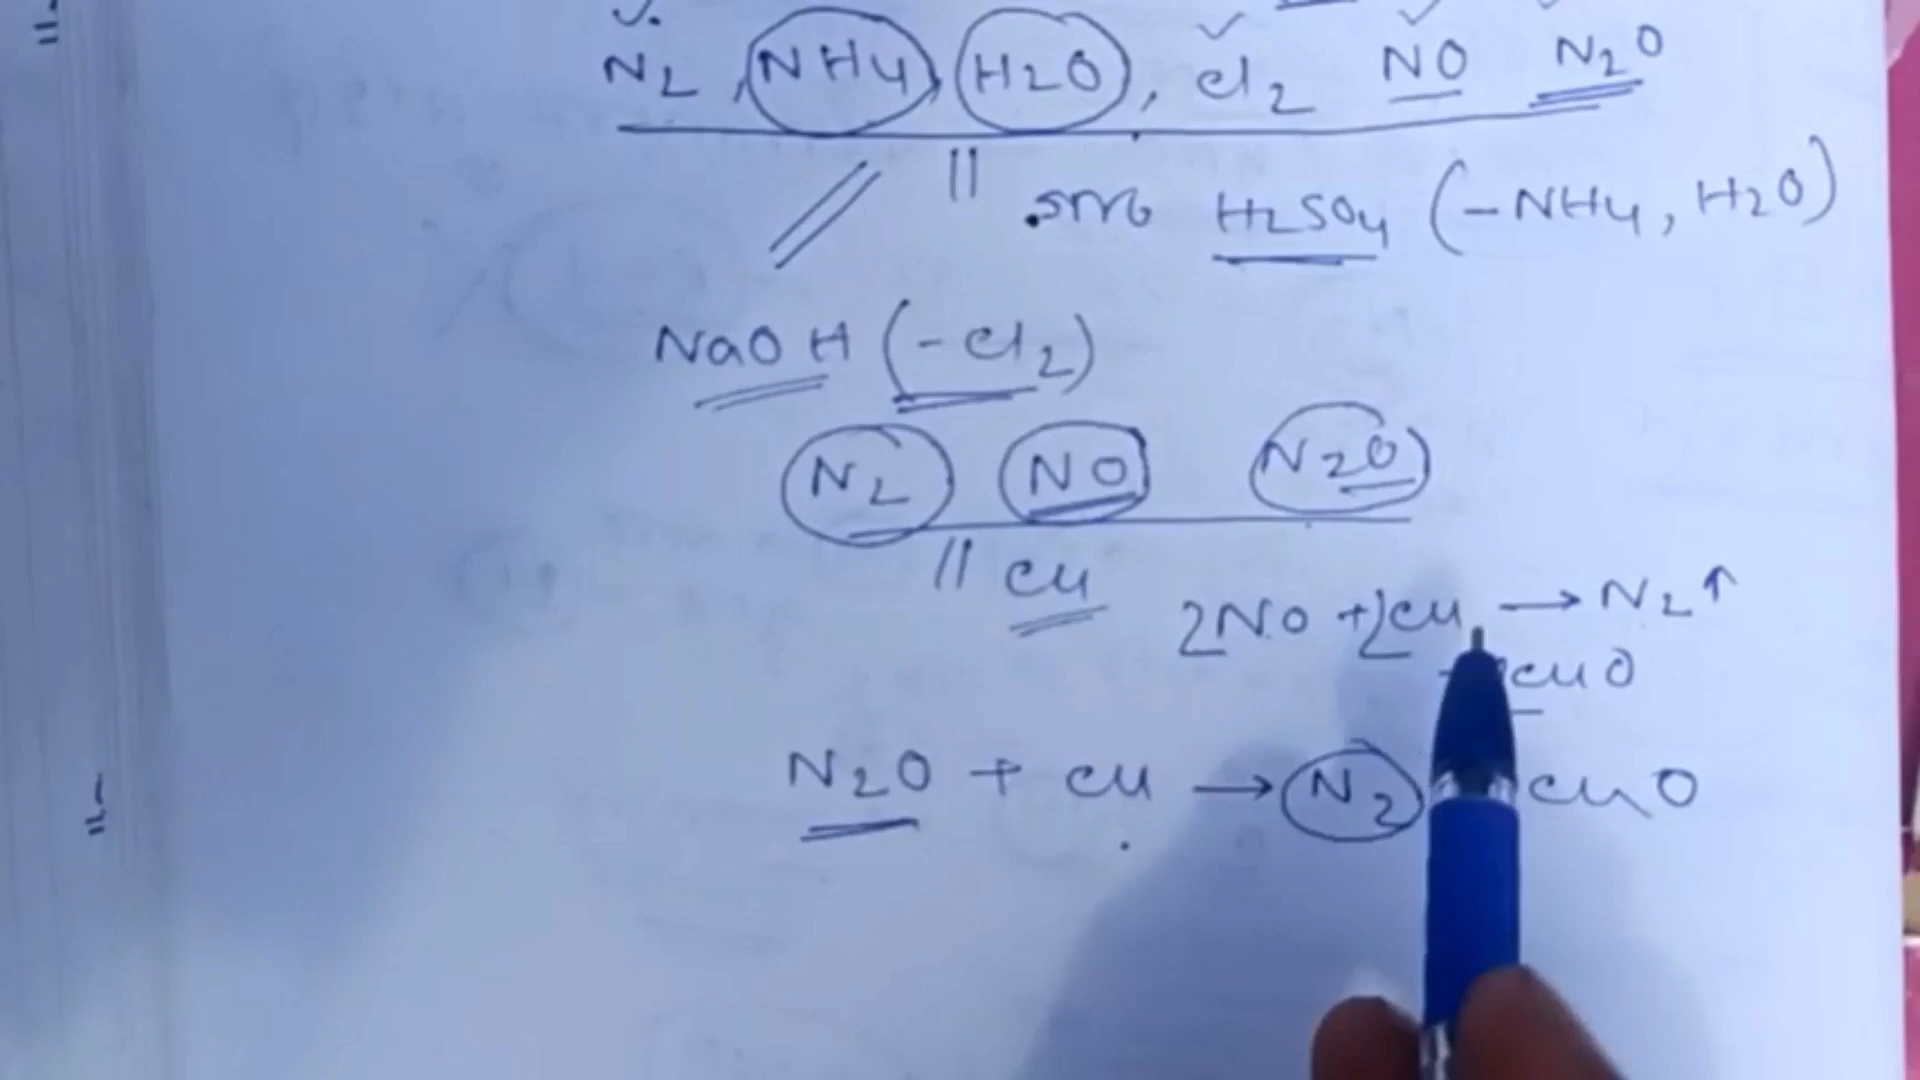 N2, NH4, H2O, Cl2 NO N2O
H2SO4 (-NH4, H2O)
NaOH (-Cl2)
N2 NO N2O
Cu
2NO + 2Cu → N2↑
CuO
N2O + Cu → N2 CuO